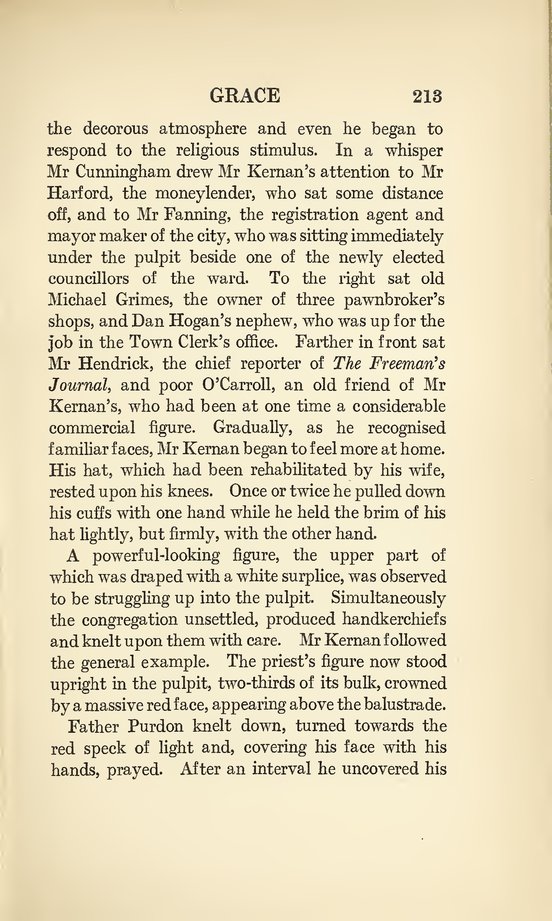 GRACE 213
the decorous atmosphere and even he began to
respond to the religious stimulus. In a whisper
Mr Cunningham drew Mr Kernan's attention to Mr
Harford, the moneylender, who sat some distance
off, and to Mr Fanning, the registration agent and
mayor maker of the city, who was sitting immediately
under the pulpit beside one of the newly elected
councillors of the ward. To the right sat old
Michael Grimes, the owner of three pawnbroker's
shops, and Dan Hogan's nephew, who was up for the
job in the Town Clerk's office. Farther in front sat
Mr Hendrick, the chief reporter of The Freeman's
Journal, and poor O'Carroll, an old friend of Mr
Kernan's, who had been at one time a considerable
commercial figure. Gradually, as he recognised
familiar faces, Mr Kernan began to feel more at home.
His hat, which had been rehabilitated by his wife,
rested upon his knees. Once or twice he pulled down
his cuffs with one hand while he held the brim of his
hat lightly, but firmly, with the other hand.
A powerful-looking figure, the upper part of
which was draped with a white surplice, was observed
to be struggling up into the pulpit. Simultaneously
the congregation unsettled, produced handkerchiefs
and knelt upon them with care. Mr Kernan followed
the general example. The priest's figure now stood
upright in the pulpit, two-thirds of its bulk, crowned
by a massive red face, appearing above the balustrade.
Father Purdon knelt down, turned towards the
red speck of light and, covering his face with his
hands, prayed. After an interval he uncovered his